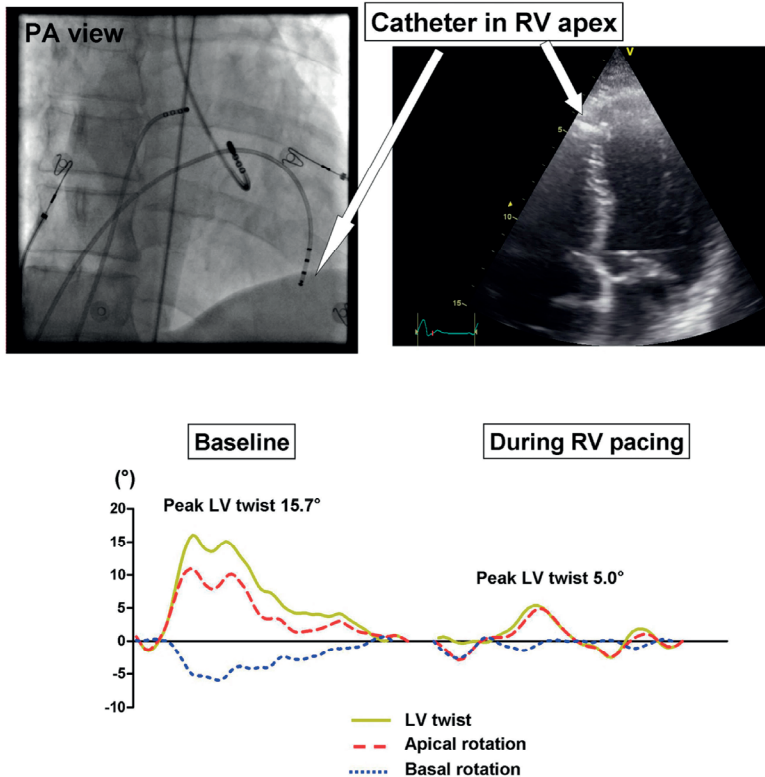 PA view
Catheter in RV apex
V
5
10
15
Baseline
During RV pacing
(°)
Peak LV twist 15.7°
Peak LV twist 5.0°
20
15
10
5
0
-5
-10
LV twist
Apical rotation
Basal rotation